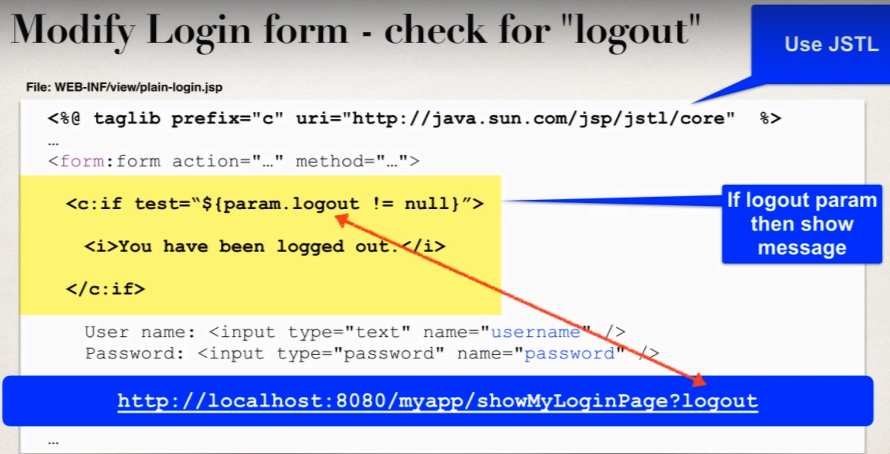 Modify Login form - check for "logout"
Use JSTL
File: WEB-INF/view/plain-login.jsp
<%@ taglib prefix="c" uri="http://java.sun.com/jsp/jstl/core"  %>
…
<form:form action="…" method="…">
<c:if test=“${param.logout != null}”>
<i>You have been logged out.</i>
</c:if>
If logout param
then show
message
User name: <input type="text" name="username" />
Password: <input type="password" name="password" />
http://localhost:8080/myapp/showMyLoginPage?logout
…